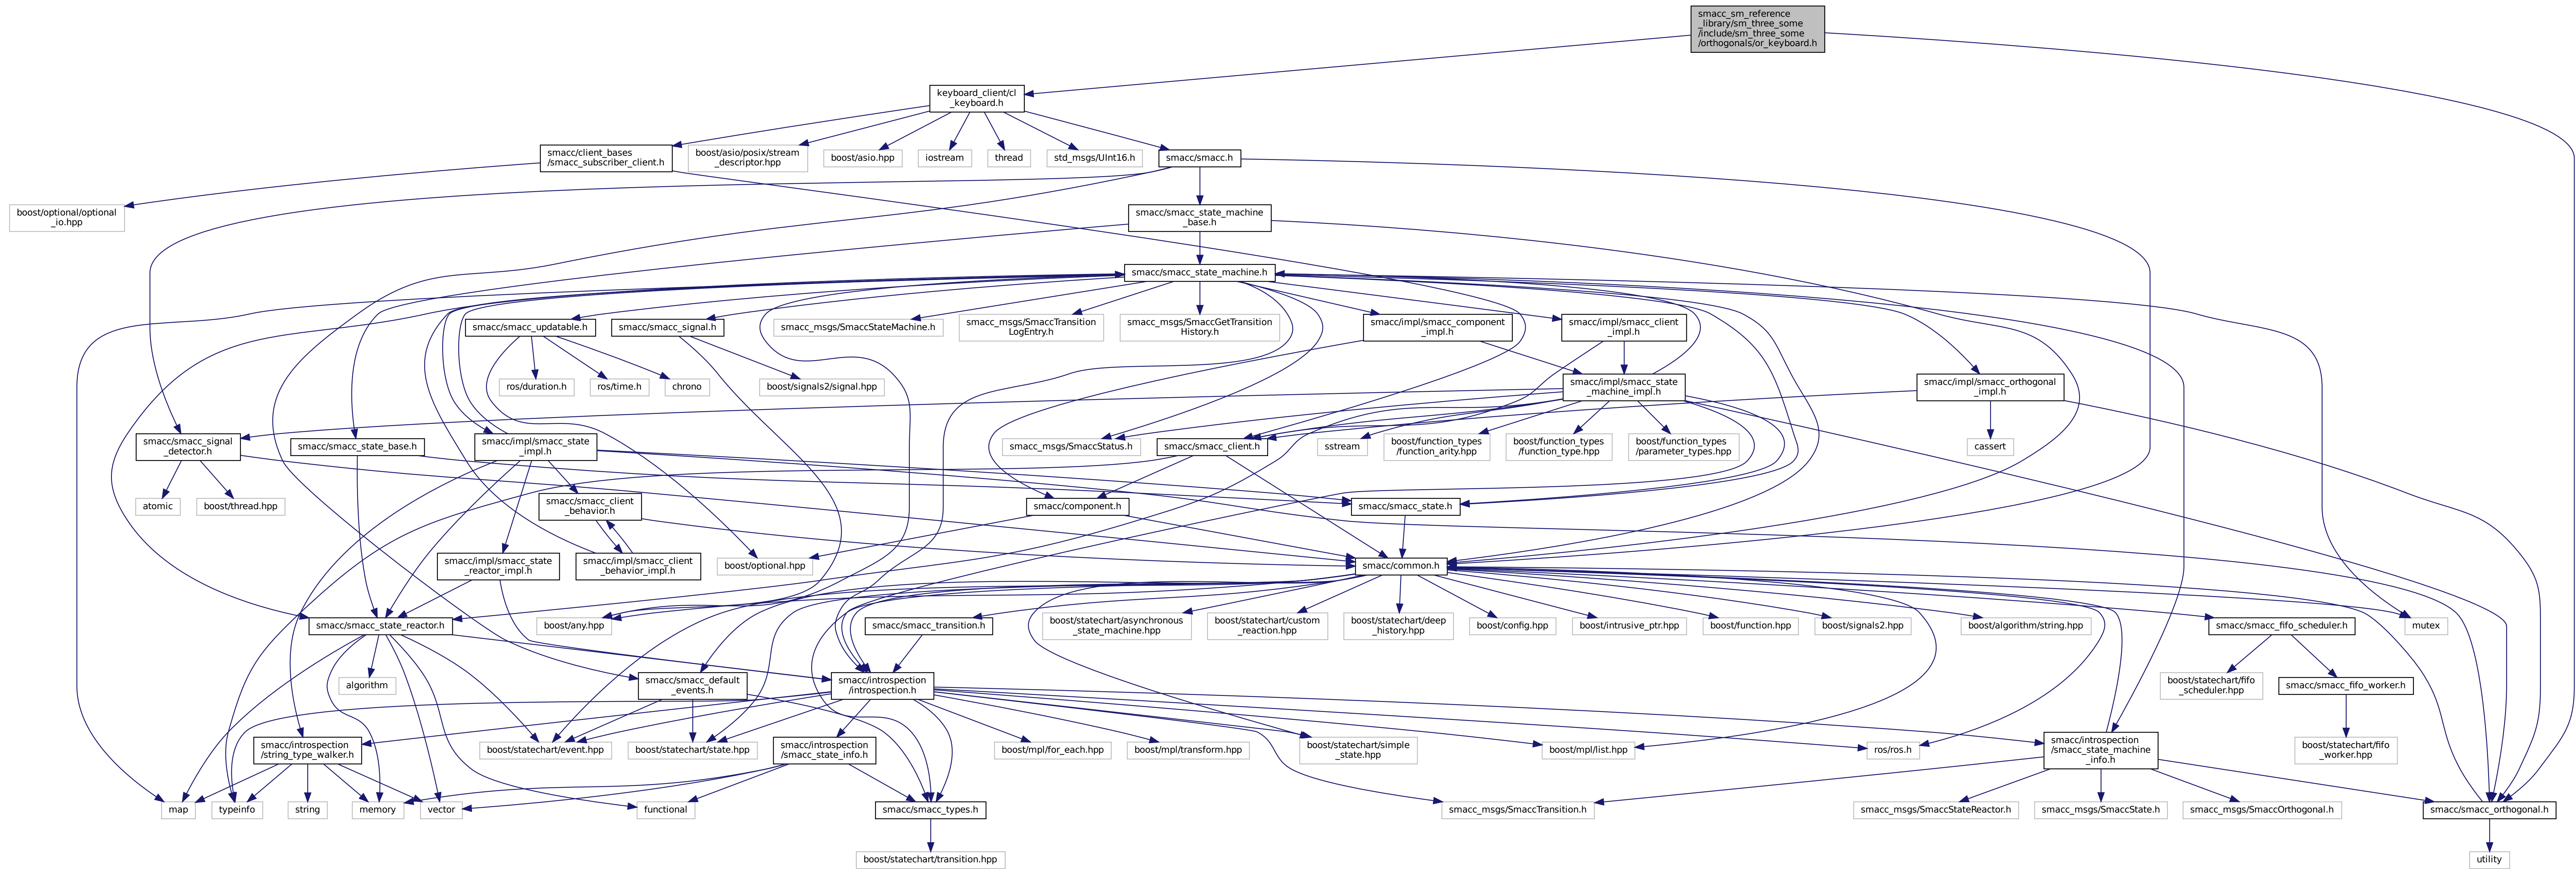 smacc_sm_reference
_library/sm_three_some
/include/sm_three_some
/orthogonals/or_keyboard.h
keyboard_client/cl
_keyboard.h
smacc/client_bases
/smacc_subscriber_client.h
boost/asio/posix/stream
_descriptor.hpp
boost/asio.hpp
iostream
thread
std_msgs/UInt16.h
smacc/smacc.h
boost/optional/optional
_io.hpp
smacc/smacc_state_machine
_base.h
smacc/smacc_state_machine.h
smacc/smacc_updatable.h
smacc/smacc_signal.h
smacc_msgs/SmaccStateMachine.h
smacc_msgs/SmaccTransition
LogEntry.h
smacc_msgs/SmaccGetTransition
History.h
smacc/impl/smacc_component
_impl.h
smacc/impl/smacc_client
_impl.h
ros/duration.h
ros/time.h
chrono
boost/signals2/signal.hpp
smacc/impl/smacc_state
_machine_impl.h
smacc/impl/smacc_orthogonal
_impl.h
smacc/smacc_signal
_detector.h
smacc/smacc_state_base.h
smacc/impl/smacc_state
_impl.h
smacc_msgs/SmaccStatus.h
smacc/smacc_client.h
sstream
boost/function_types
/function_arity.hpp
boost/function_types
/function_type.hpp
boost/function_types
/parameter_types.hpp
cassert
atomic
boost/thread.hpp
smacc/smacc_client
_behavior.h
smacc/component.h
smacc/smacc_state.h
smacc/impl/smacc_state
_reactor_impl.h
smacc/impl/smacc_client
_behavior_impl.h
boost/optional.hpp
smacc/common.h
smacc/smacc_state_reactor.h
boost/any.hpp
smacc/smacc_transition.h
boost/statechart/asynchronous
_state_machine.hpp
boost/statechart/custom
_reaction.hpp
boost/statechart/deep
_history.hpp
boost/config.hpp
boost/intrusive_ptr.hpp
boost/function.hpp
boost/signals2.hpp
boost/algorithm/string.hpp
smacc/smacc_fifo_scheduler.h
mutex
algorithm
smacc/smacc_default
_events.h
smacc/introspection
/introspection.h
boost/statechart/fifo
_scheduler.hpp
smacc/smacc_fifo_worker.h
smacc/introspection
/string_type_walker.h
boost/statechart/event.hpp
boost/statechart/state.hpp
smacc/introspection
/smacc_state_info.h
boost/mpl/for_each.hpp
boost/mpl/transform.hpp
boost/statechart/simple
_state.hpp
boost/mpl/list.hpp
ros/ros.h
smacc/introspection
/smacc_state_machine
_info.h
boost/statechart/fifo
_worker.hpp
map
typeinfo
string
memory
vector
functional
smacc/smacc_types.h
smacc_msgs/SmaccTransition.h
smacc_msgs/SmaccStateReactor.h
smacc_msgs/SmaccState.h
smacc_msgs/SmaccOrthogonal.h
smacc/smacc_orthogonal.h
boost/statechart/transition.hpp
utility